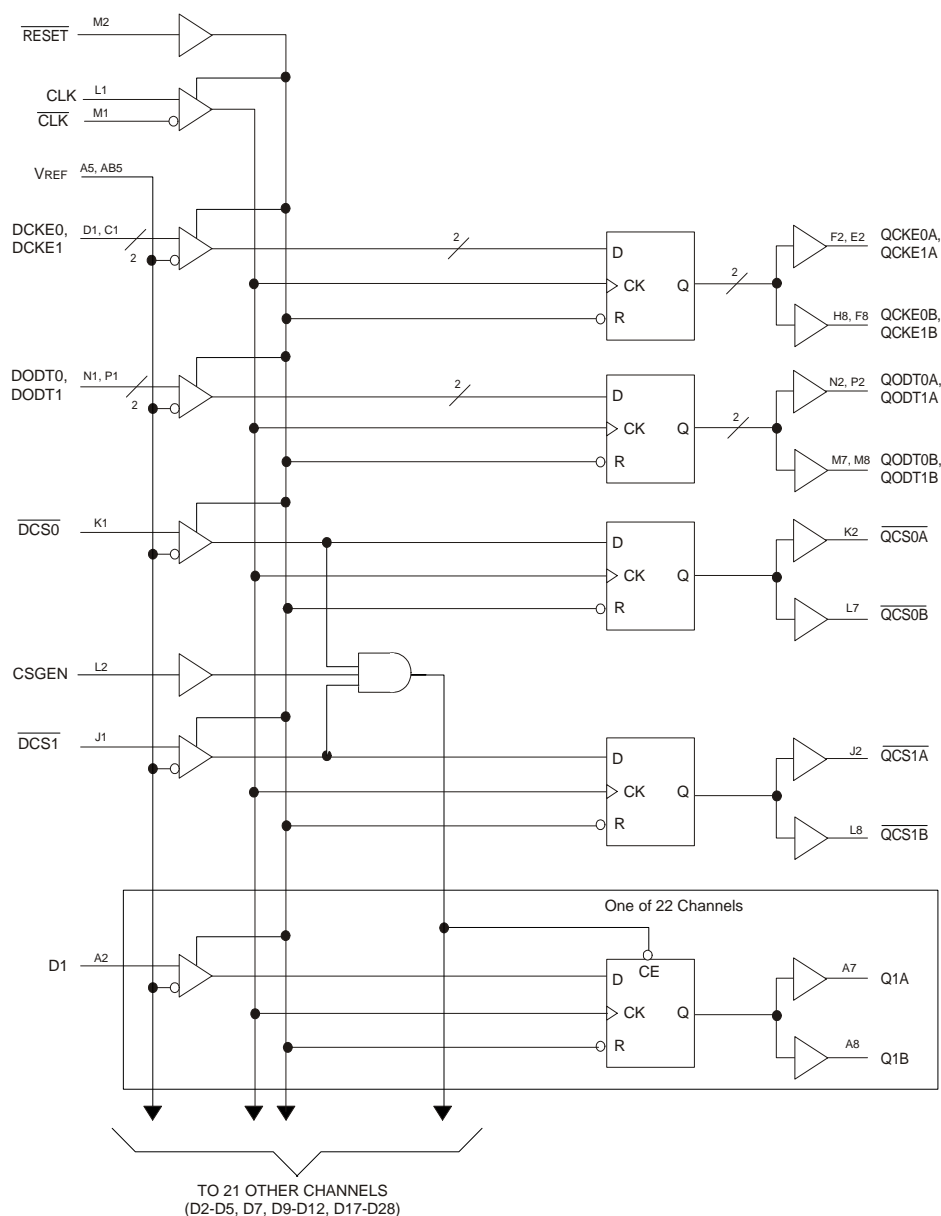 RESET M2
CLK L1
CLK M1
VREF A5, AB5
DCKE0, D1, C1
DCKE1 2
2
D
CK Q
R
2
F2, E2 QCKE0A,
QCKE1A
H8, F8 QCKE0B,
QCKE1B
DODT0, N1, P1
DODT1 2
2
D
CK Q
R
2
N2, P2 QODT0A,
QODT1A
M7, M8 QODT0B,
QODT1B
DCS0 K1
D
CK Q
R
K2 QCS0A
L7 QCS0B
CSGEN L2
DCS1 J1
D
CK Q
R
J2 QCS1A
L8 QCS1B
One of 22 Channels
D1 A2
CE
D
CK Q
R
A7 Q1A
A8 Q1B
TO 21 OTHER CHANNELS
(D2-D5, D7, D9-D12, D17-D28)